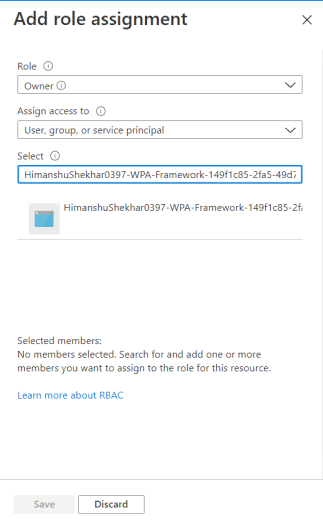 Add role assignment
Role
Owner
Assign access to
User, group, or service principal
Select
HimanshuShekhar0397-WPA-Framework-149f1c85-2fa5-49d7
HimanshuShekhar0397-WPA-Framework-149f1c85-2fa
Selected members:
No members selected. Search for and add one or more
members you want to assign to the role for this resource.
Learn more about RBAC
Save
Discard